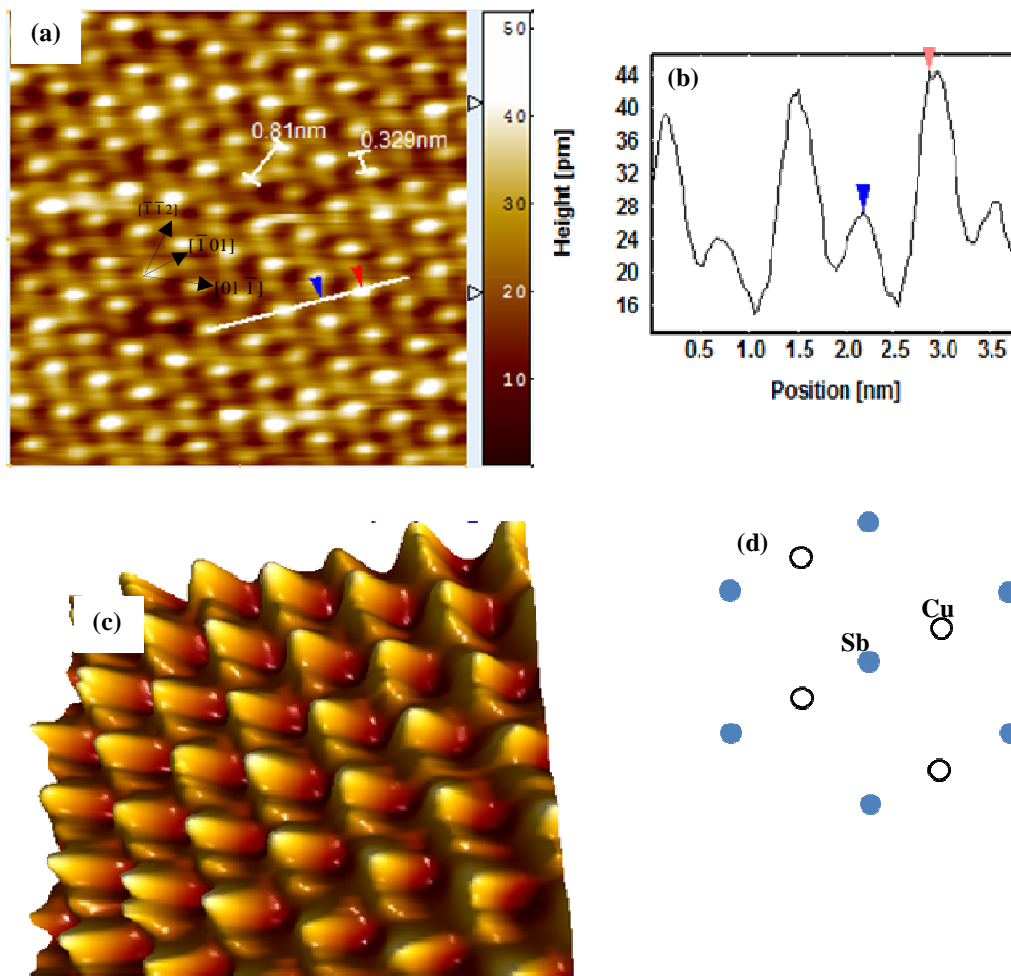 (a)
0.81nm
0.329nm
[1̅1̅2]
[1̅01]
[011̅]
50
40
30
20
10
(b)
Height [pm]
44
40
36
32
28
24
20
16
0.5 1.0 1.5 2.0 2.5 3.0 3.5
Position [nm]
(c)
(d)
Cu
Sb